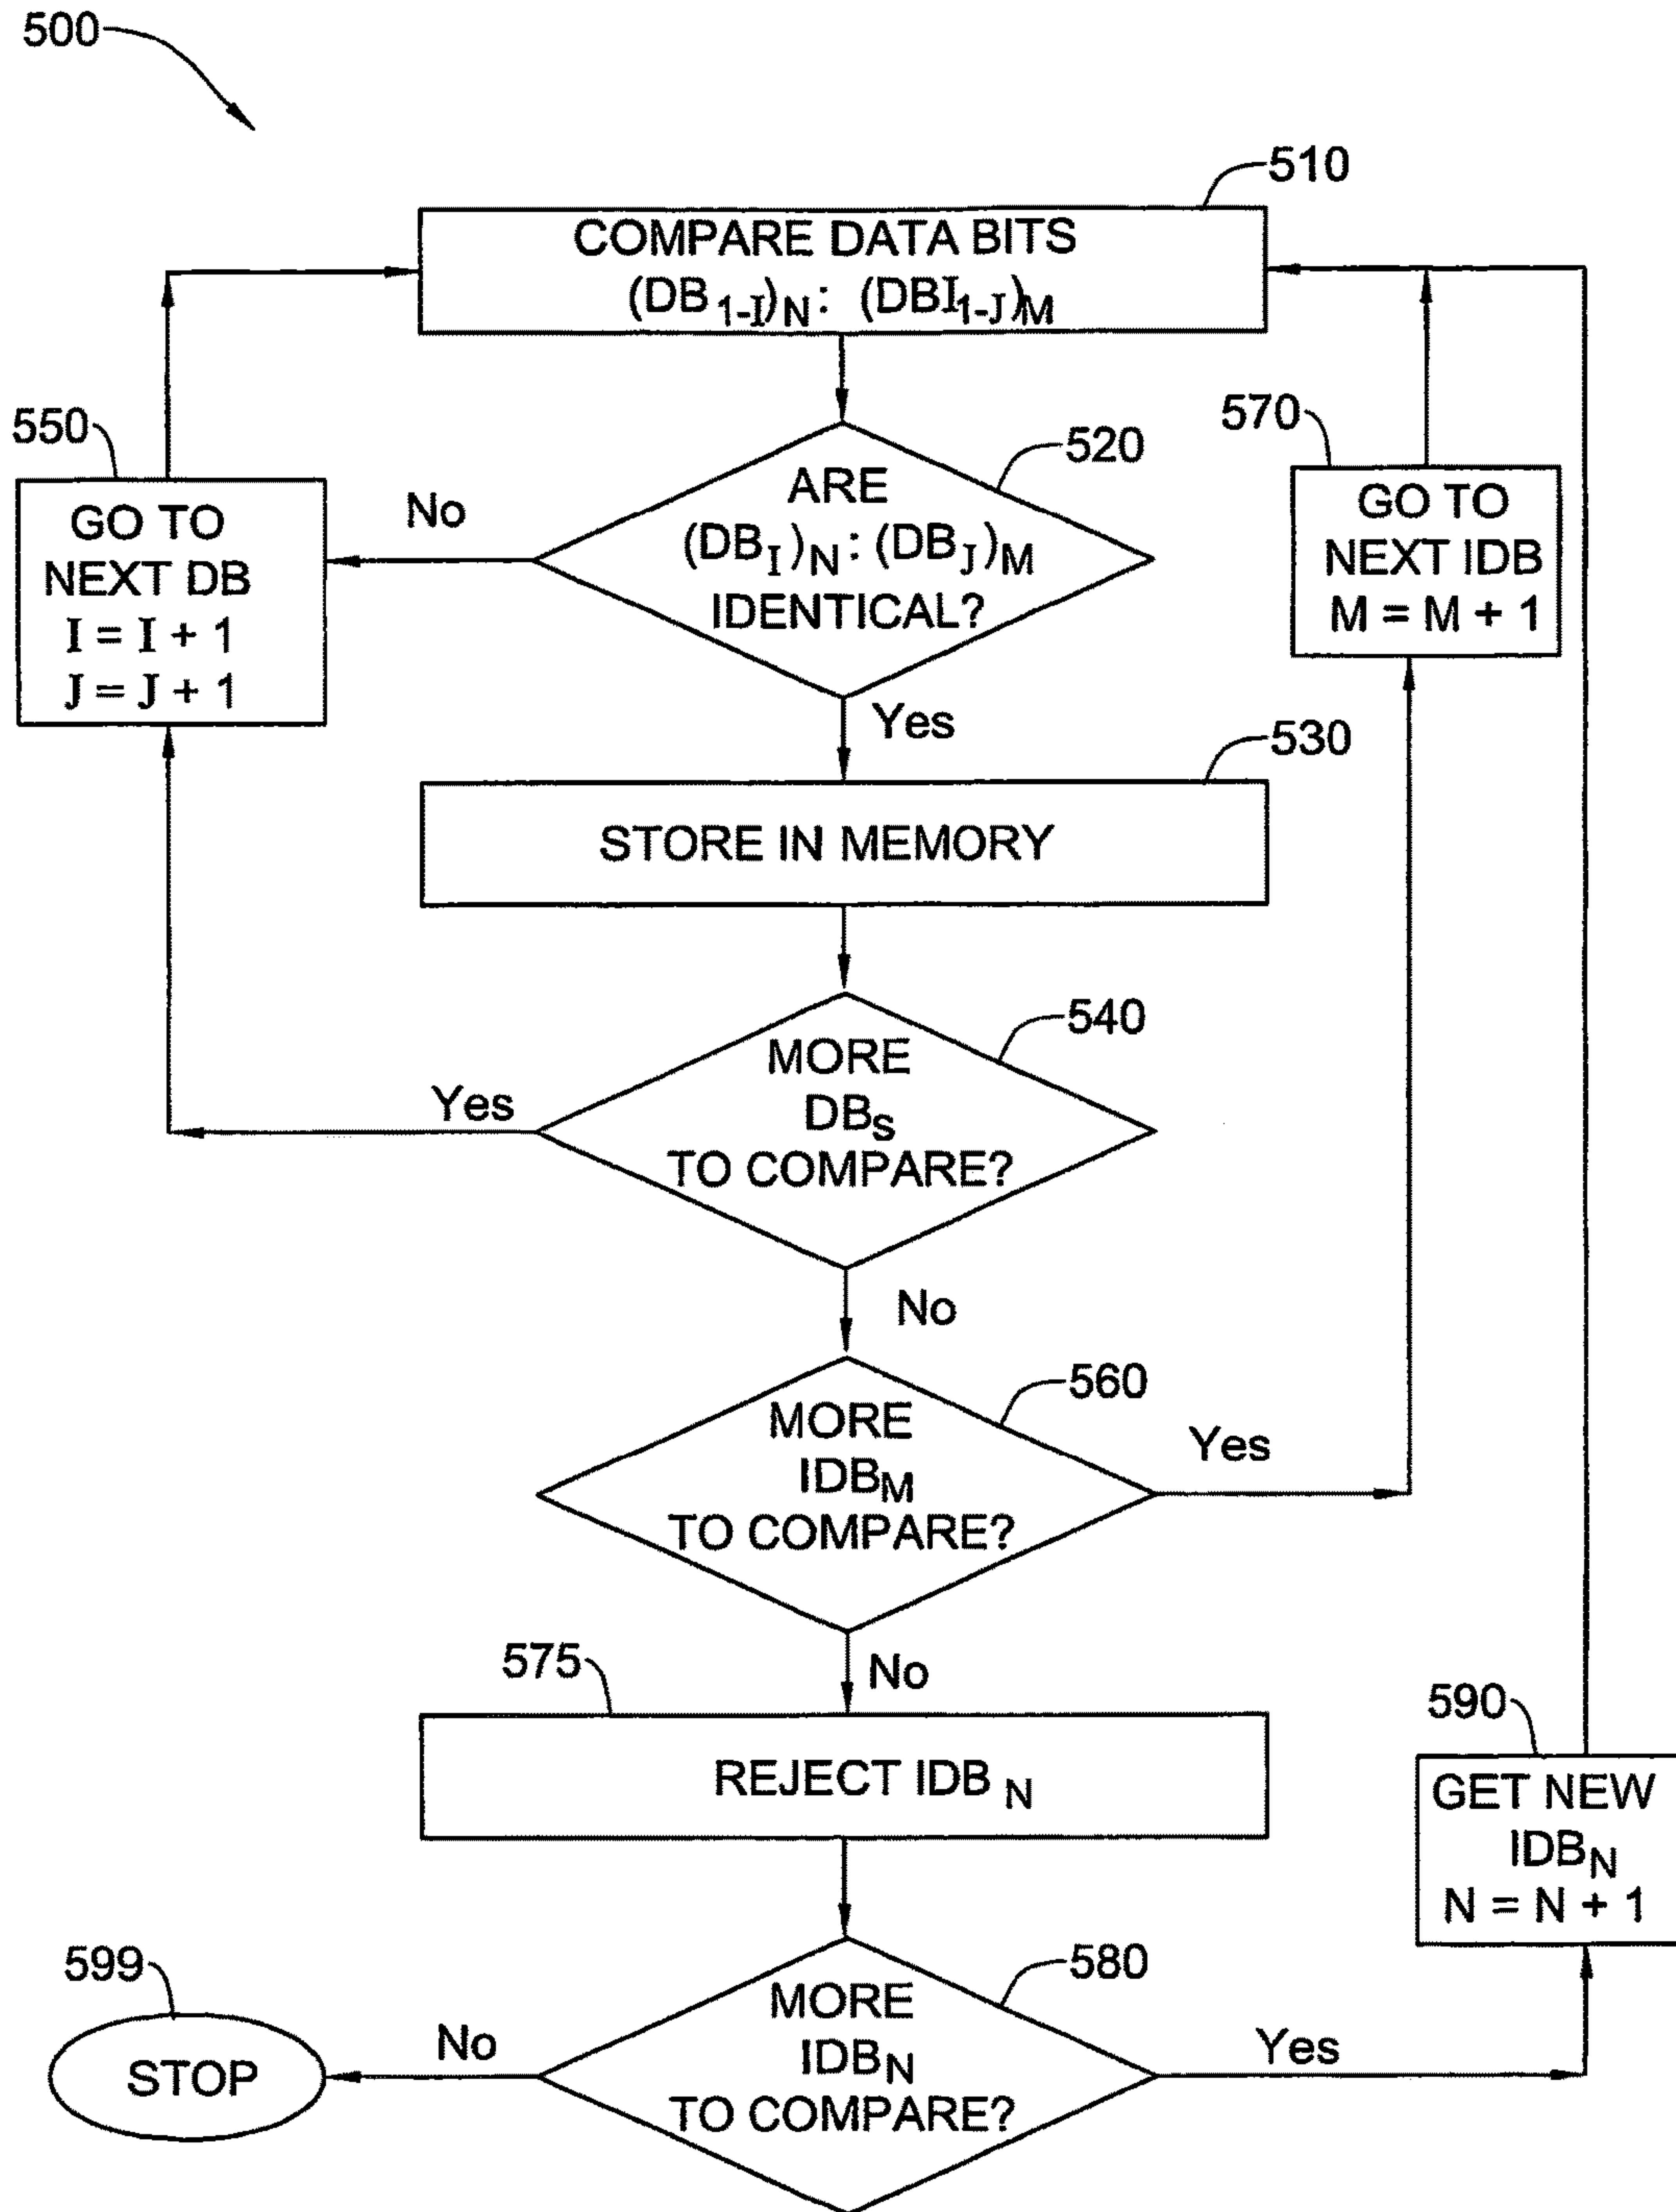 500
510
COMPARE DATA BITS
(DB1-I)N: (DBI1-J)M
550
GO TO
NEXT DB
I = I + 1
J = J + 1
No
520
ARE
(DBI)N:(DBJ)M
IDENTICAL?
570
GO TO
NEXT IDB
M = M + 1
Yes
530
STORE IN MEMORY
540
MORE
DBS
TO COMPARE?
Yes
No
560
MORE
IDBM
TO COMPARE?
Yes
No
575
REJECT IDB N
590
GET NEW
IDBN
N = N + 1
580
MORE
IDBN
TO COMPARE?
No
Yes
599
STOP